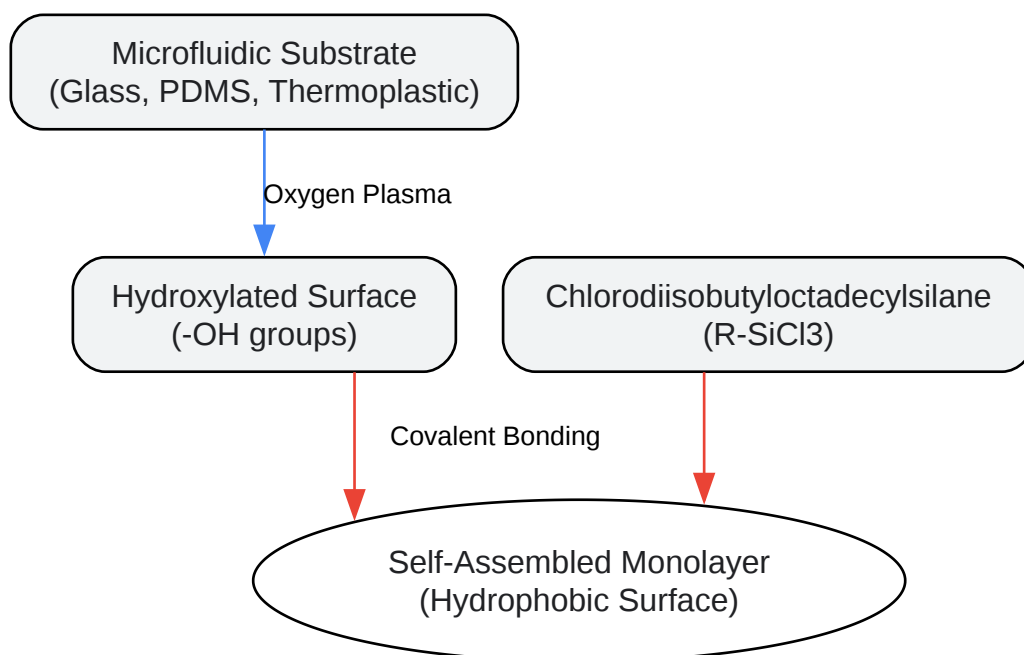 Microfluidic Substrate
(Glass, PDMS, Thermoplastic)
Oxygen Plasma
Hydroxylated Surface
(-OH groups)
Chlorodiisobutyloctadecylsilane
(R-SiCl3)
Covalent Bonding
Self-Assembled Monolayer
(Hydrophobic Surface)